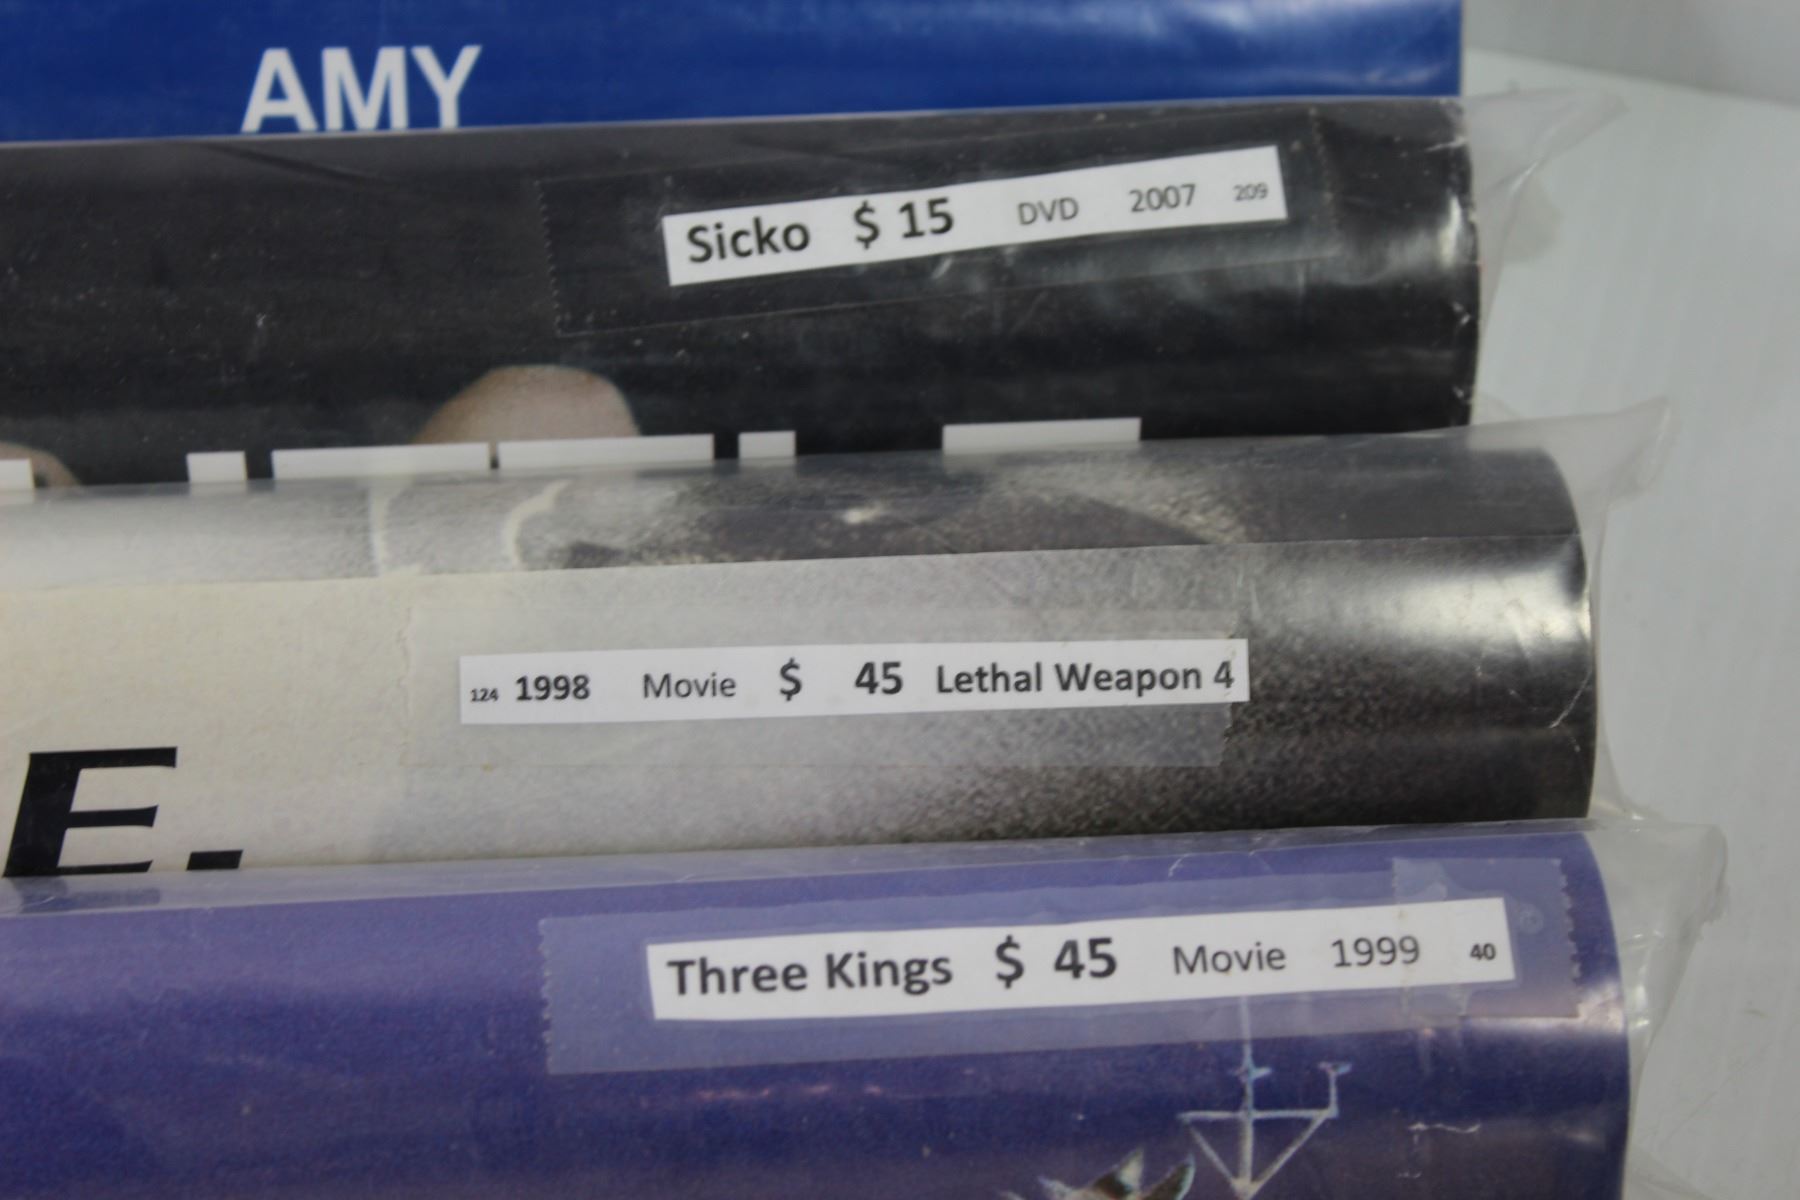 AMY
Sicko $ 15 DVD 2007 209
124 1998 Movie $ 45 Lethal Weapon 4
E.
Three Kings $ 45 Movie 1999 40